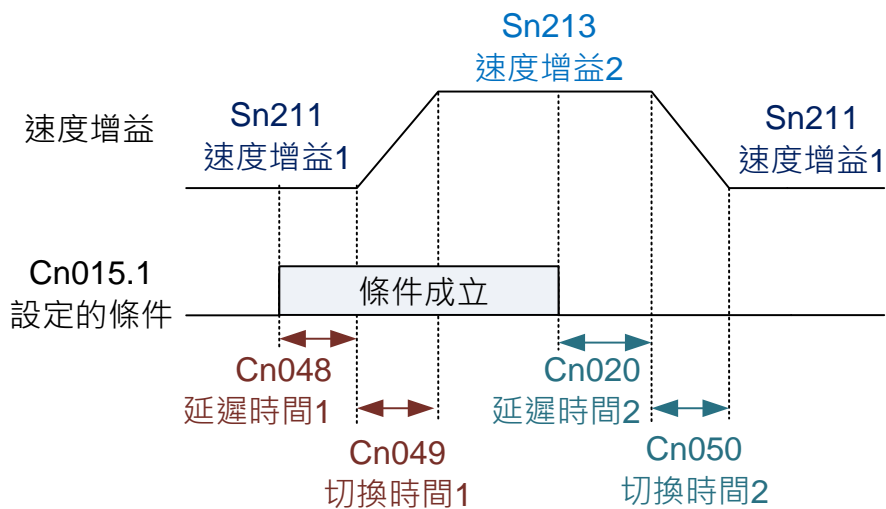 Sn213
速度增益2
速度增益
Sn211
速度增益1
Sn211
速度增益1
Cn015.1
設定的條件
條件成立
Cn048
延遲時間1
Cn020
延遲時間2
Cn049
切換時間1
Cn050
切換時間2